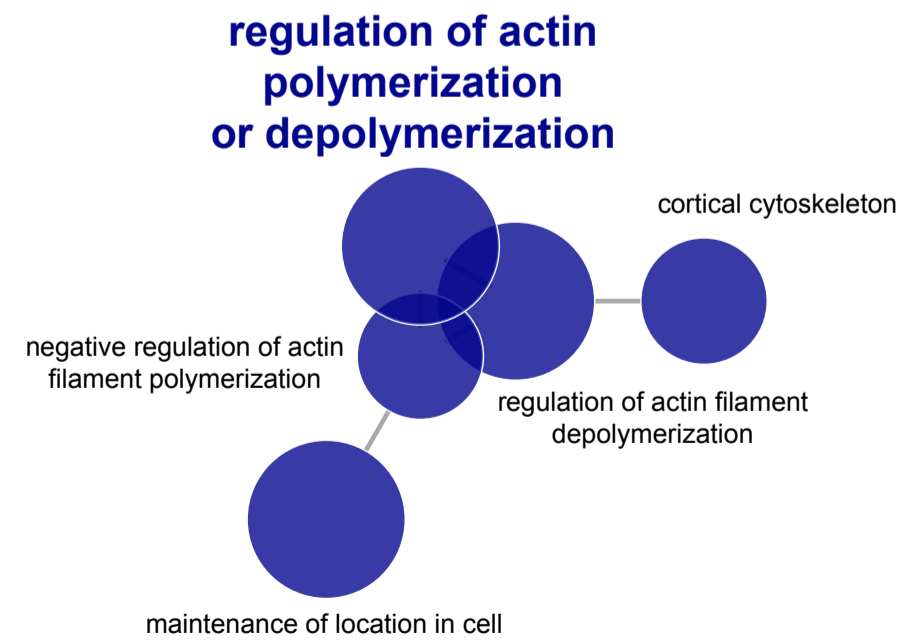 regulation of actin
polymerization
or depolymerization
cortical cytoskeleton
negative regulation of actin
filament polymerization
regulation of actin filament
depolymerization
maintenance of location in cell